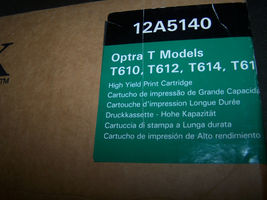 12A5140
Optra T Models
T610, T612, T614, T61
High Yield Print Cartridge
Cartucho de impressão de Grande Capacida
Cartouche d'impression Longue Durée
Druckkassette - Hohe Kapazität
Cartuccia di stampa a Lunga durata
Cartucho de impresión de Alto rendimiento
X